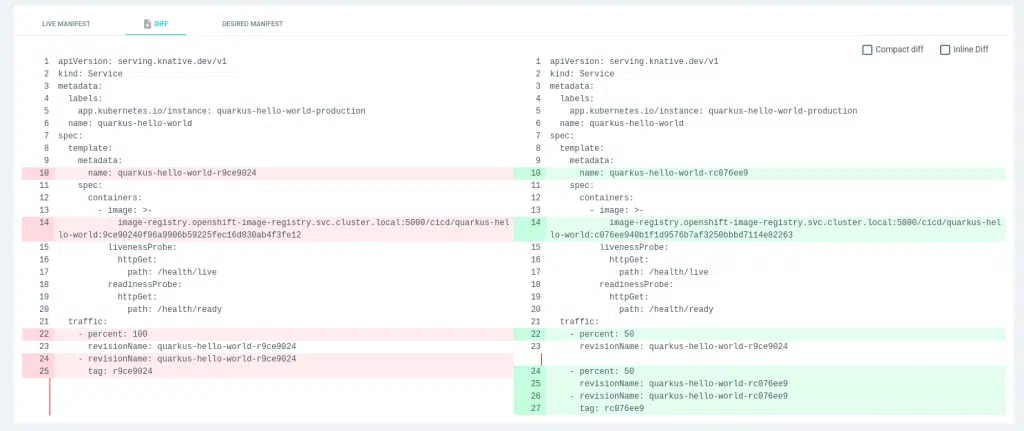 LIVE MANIFEST
DIFF
DESIRED MANIFEST
Compact diff
Inline Diff
1 apiVersion: serving.knative.dev/v1
2 kind: Service
3 metadata:
4 labels:
5 app.kubernetes.io/instance: quarkus-hello-world-production
6 name: quarkus-hello-world
7 spec:
8 template:
9 metadata:
10 name: quarkus-hello-world-r9ce9024
11 spec:
12 containers:
13 - image: >-
14 image-registry.openshift-image-registry.svc.cluster.local:5000/cicd/quarkus-hel
lo-world:9ce90240f96a9906b59225fec16d830ab4f3fe12
15 livenessProbe:
16 httpGet:
17 path: /health/live
18 readinessProbe:
19 httpGet:
20 path: /health/ready
21 traffic:
22 - percent: 100
23 revisionName: quarkus-hello-world-r9ce9024
24 - revisionName: quarkus-hello-world-r9ce9024
25 tag: r9ce9024
1 apiVersion: serving.knative.dev/v1
2 kind: Service
3 metadata:
4 labels:
5 app.kubernetes.io/instance: quarkus-hello-world-production
6 name: quarkus-hello-world
7 spec:
8 template:
9 metadata:
10 name: quarkus-hello-world-rc076ee9
11 spec:
12 containers:
13 - image: >-
14 image-registry.openshift-image-registry.svc.cluster.local:5000/cicd/quarkus-hel
lo-world:c076ee940b1f1d9576b7af3250bbbd7114e82263
15 livenessProbe:
16 httpGet:
17 path: /health/live
18 readinessProbe:
19 httpGet:
20 path: /health/ready
21 traffic:
22 - percent: 50
23 revisionName: quarkus-hello-world-r9ce9024
24 - percent: 50
25 revisionName: quarkus-hello-world-rc076ee9
26 - revisionName: quarkus-hello-world-rc076ee9
27 tag: rc076ee9